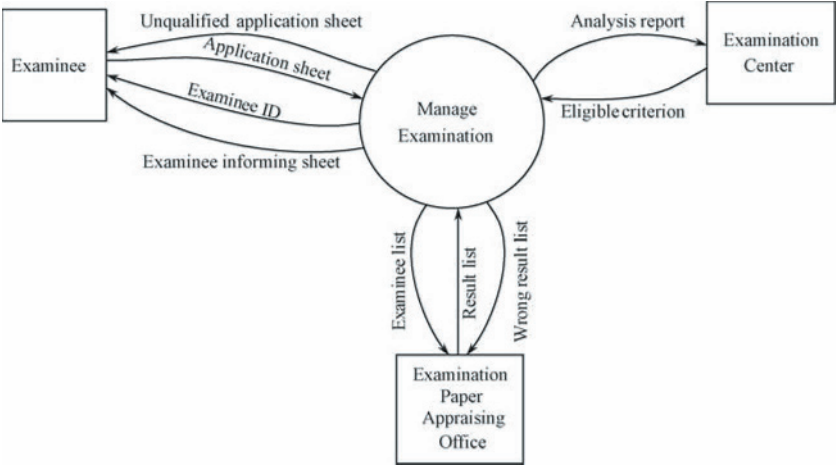 Unqualified application sheet
Application sheet
Examinee
Examinee ID
Examinee informing sheet
Manage
Examination
Analysis report
Examination
Center
Eligible criterion
Examinee list
Result list
Wrong result list
Examination
Paper
Appraising
Office